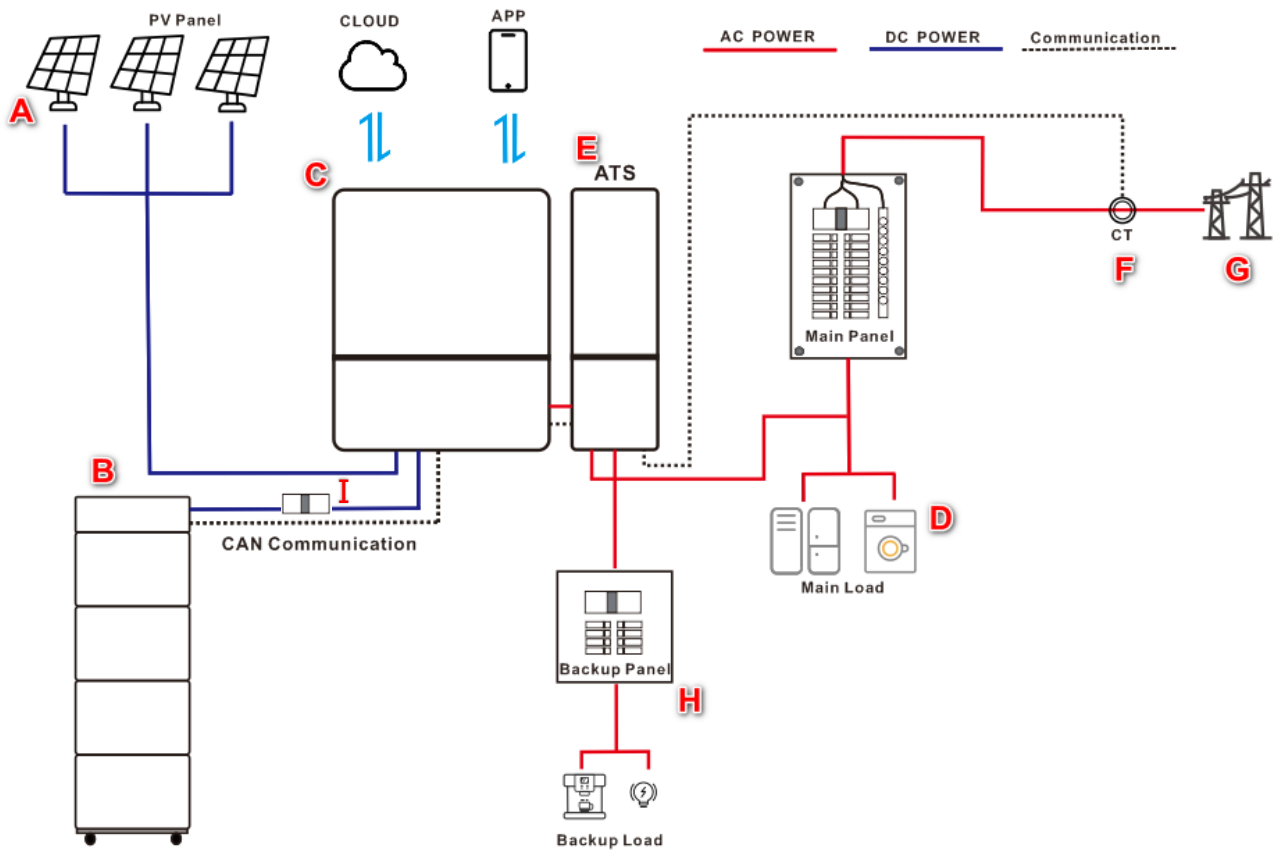 PV Panel
CLOUD
APP
AC POWER
DC POWER
Communication
A
C
E
ATS
CT
F
G
Main Panel
B
I
CAN Communication
D
Main Load
Backup Panel
H
Backup Load